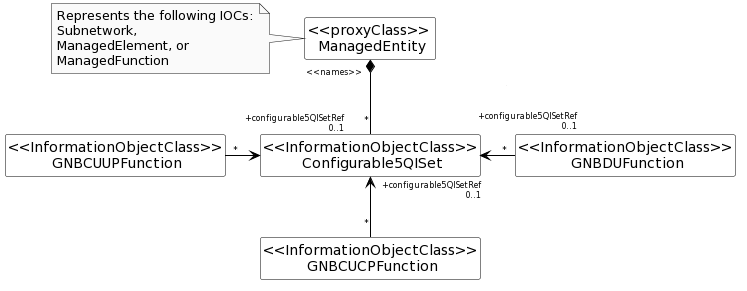 Represents the following IOCs:
Subnetwork,
ManagedElement, or
ManagedFunction
<<proxyClass>>
ManagedEntity
<<names>>
*
+configurable5QISetRef
0..1
+configurable5QISetRef
0..1
<<InformationObjectClass>>
GNBCUUPFunction
*
<<InformationObjectClass>>
Configurable5QISet
*
<<InformationObjectClass>>
GNBDUFunction
+configurable5QISetRef
0..1
*
<<InformationObjectClass>>
GNBCUCPFunction